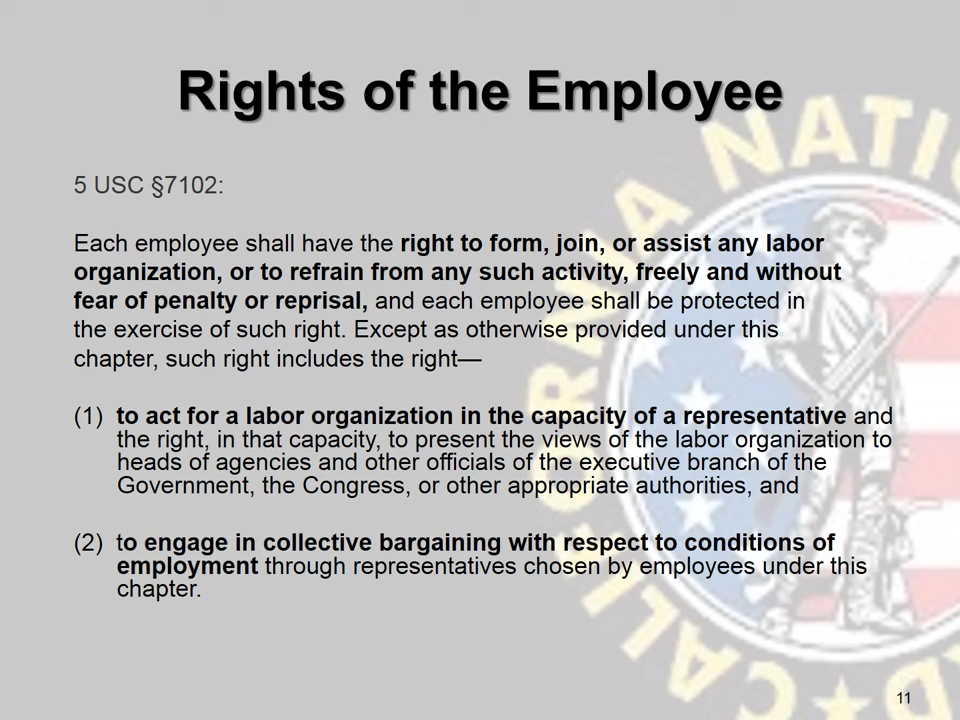 Rights of the Employee
5 USC §7102:
Each employee shall have the right to form, join, or assist any labor
organization, or to refrain from any such activity, freely and without
fear of penalty or reprisal, and each employee shall be protected in
the exercise of such right. Except as otherwise provided under this
chapter, such right includes the right—
(1) to act for a labor organization in the capacity of a representative and
the right, in that capacity, to present the views of the labor organization to
heads of agencies and other officials of the executive branch of the
Government, the Congress, or other appropriate authorities, and
(2) to engage in collective bargaining with respect to conditions of
employment through representatives chosen by employees under this
chapter.
CALIFORNIA NATI
RD
11